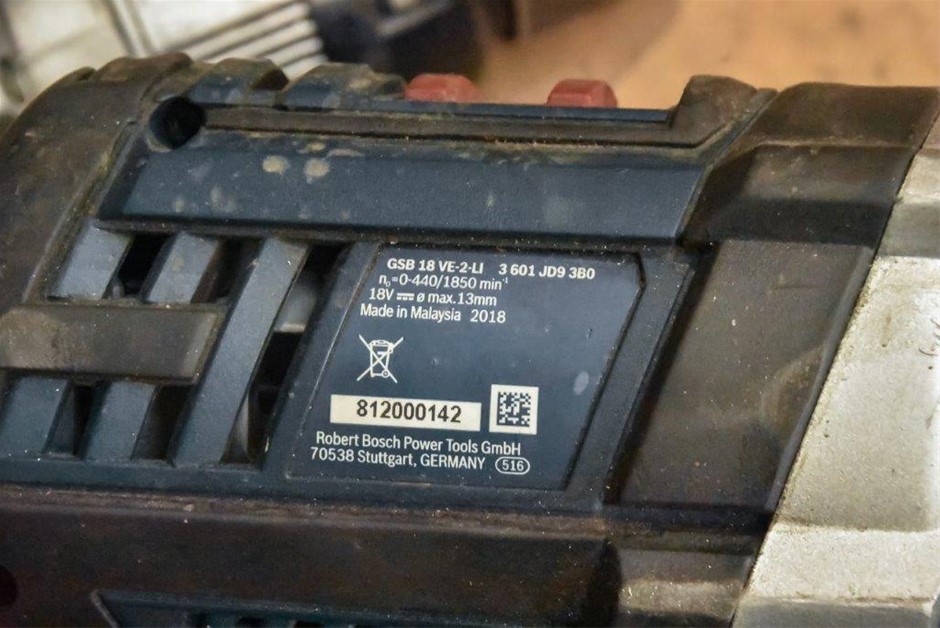 GSB 18 VE-2-LI 3 601 JD9 3B0
n₀=0-440/1850 min⁻¹
18V ⎓ ø max.13mm
Made in Malaysia 2018
812000142
Robert Bosch Power Tools GmbH
70538 Stuttgart, GERMANY 516